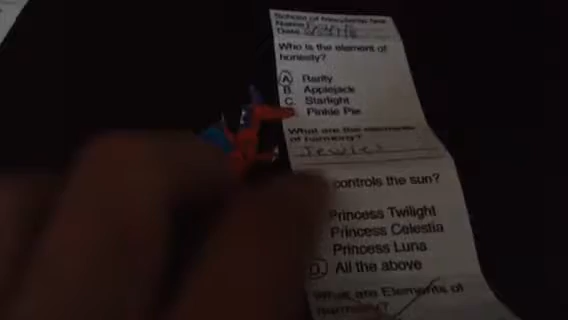 School of Friendship Test
Name
Date
Who is the element of
honesty?
A. Rarity
B. Applejack
C. Starlight
Pinkie Pie
What are the elements
of harmony?
Jewles
controls the sun?
Princess Twilight
Princess Celestia
Princess Luna
D. All the above
What are Elements of
harmony?